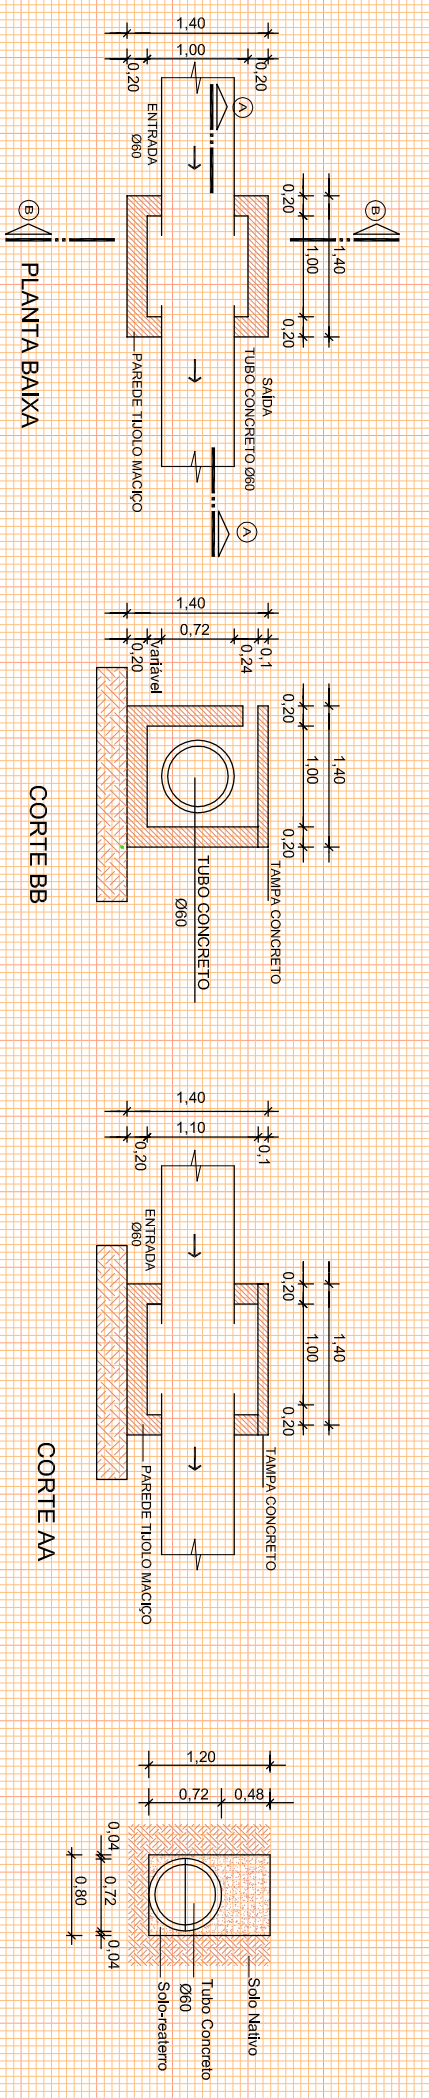 1,40
1,00
0,20
0,20
A
ENTRADA
Ø60
B
B
1,40
1,00
0,20
0,20
SAÍDA
TUBO CONCRETO Ø60
PAREDE TIJOLO MACIÇO
A
PLANTA BAIXA
1,40
0,72
0,1
0,24
variável
0,20
1,40
1,00
0,20
0,20
TAMPA CONCRETO
TUBO CONCRETO
Ø60
CORTE BB
1,40
1,10
0,1
0,20
ENTRADA
Ø60
1,40
1,00
0,20
0,20
TAMPA CONCRETO
PAREDE TIJOLO MACIÇO
CORTE AA
1,20
0,72
0,48
0,04
0,72
0,04
0,80
Solo Nativo
Tubo Concreto
Ø60
Solo-reaterro